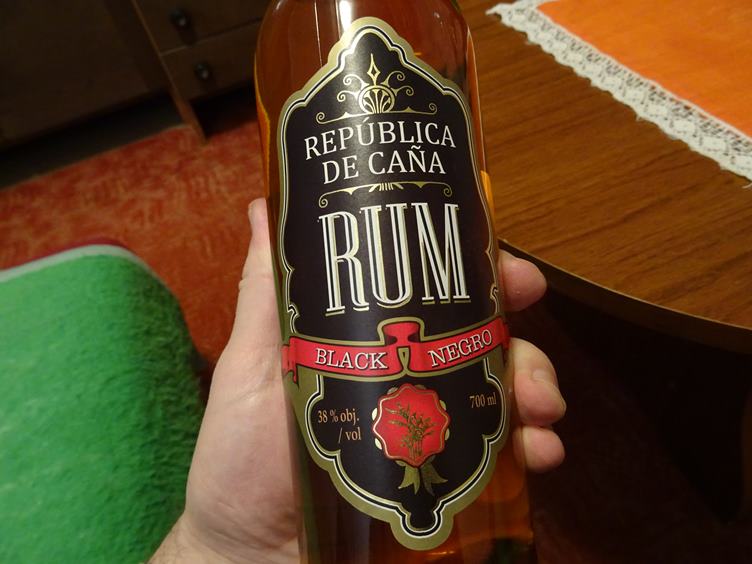 REPÚBLICA
DE CAÑA
RUM
BLACK NEGRO
38 % obj. 700 ml
/ vol